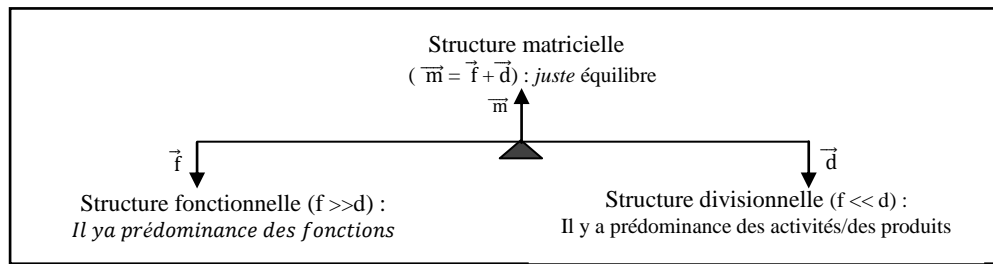 Structure matricielle
( m⃗ = f⃗ + d⃗) : juste équilibre
m⃗
f⃗
d⃗
Structure fonctionnelle (f >>d) :
Il ya prédominance des fonctions
Structure divisionnelle (f << d) :
Il y a prédominance des activités/des produits